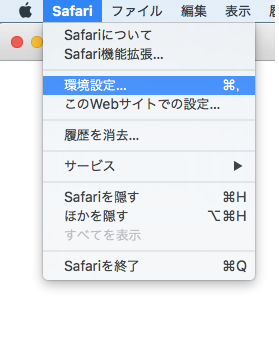 Safari ファイル 編集 表示
Safariについて
Safari機能拡張...
環境設定... ⌘,
このWebサイトでの設定...
履歴を消去...
サービス ▶
Safariを隠す ⌘H
ほかを隠す ⌥⌘H
すべてを表示
Safariを終了 ⌘Q